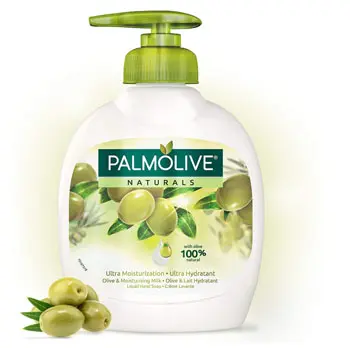 PALMOLIVE®
NATURALS
with olive
100%
natural
Ultra Moisturization • Ultra Hydratant
Olive & Moisturising Milk • Olive & Lait Hydratant
Liquid Hand Soap • Crème Lavante